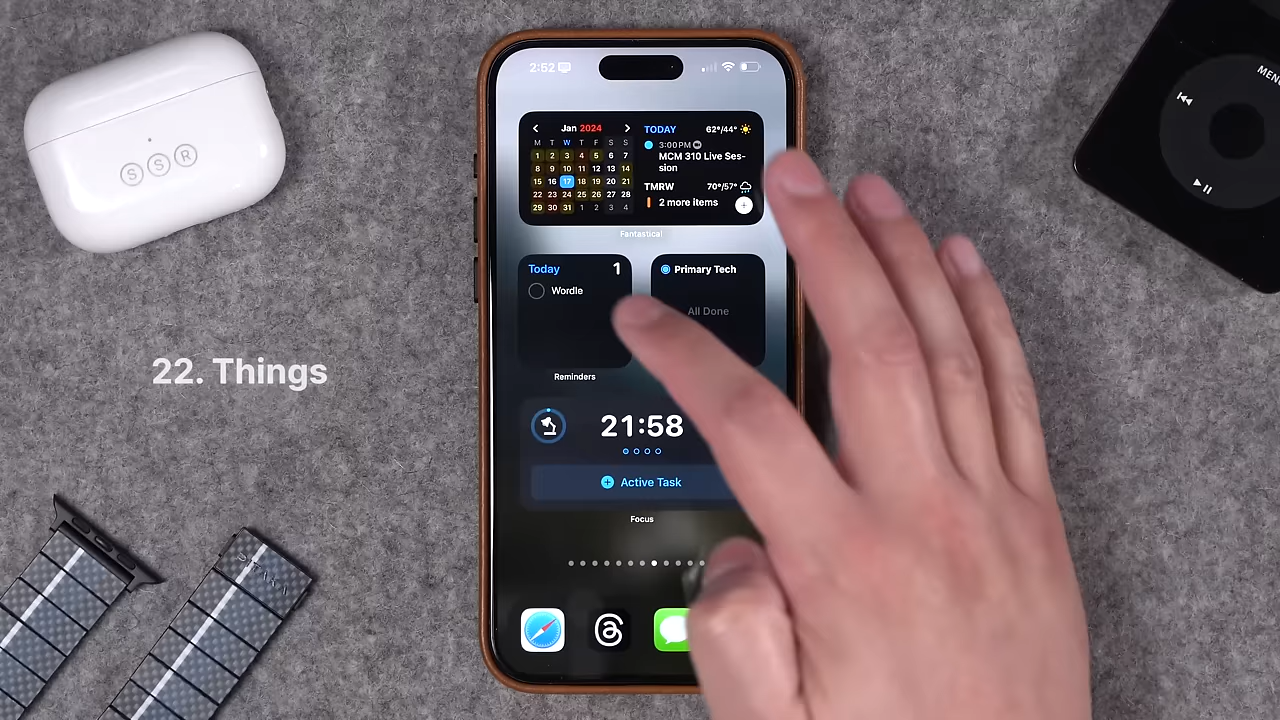 S S R
22. Things
PITAKA
2:52
Jan 2024
M T W T F S S
1 2 3 4 5 6 7
8 9 10 11 12 13 14
15 16 17 18 19 20 21
22 23 24 25 26 27 28
29 30 31 1 2 3 4
TODAY 62°/44°
3:00PM
MCM 310 Live Ses-
sion
TMRW 70°/57°
2 more items
Fantastical
Today 1
Wordle
Reminders
Primary Tech
All Done
21:58
Active Task
Focus
MENU